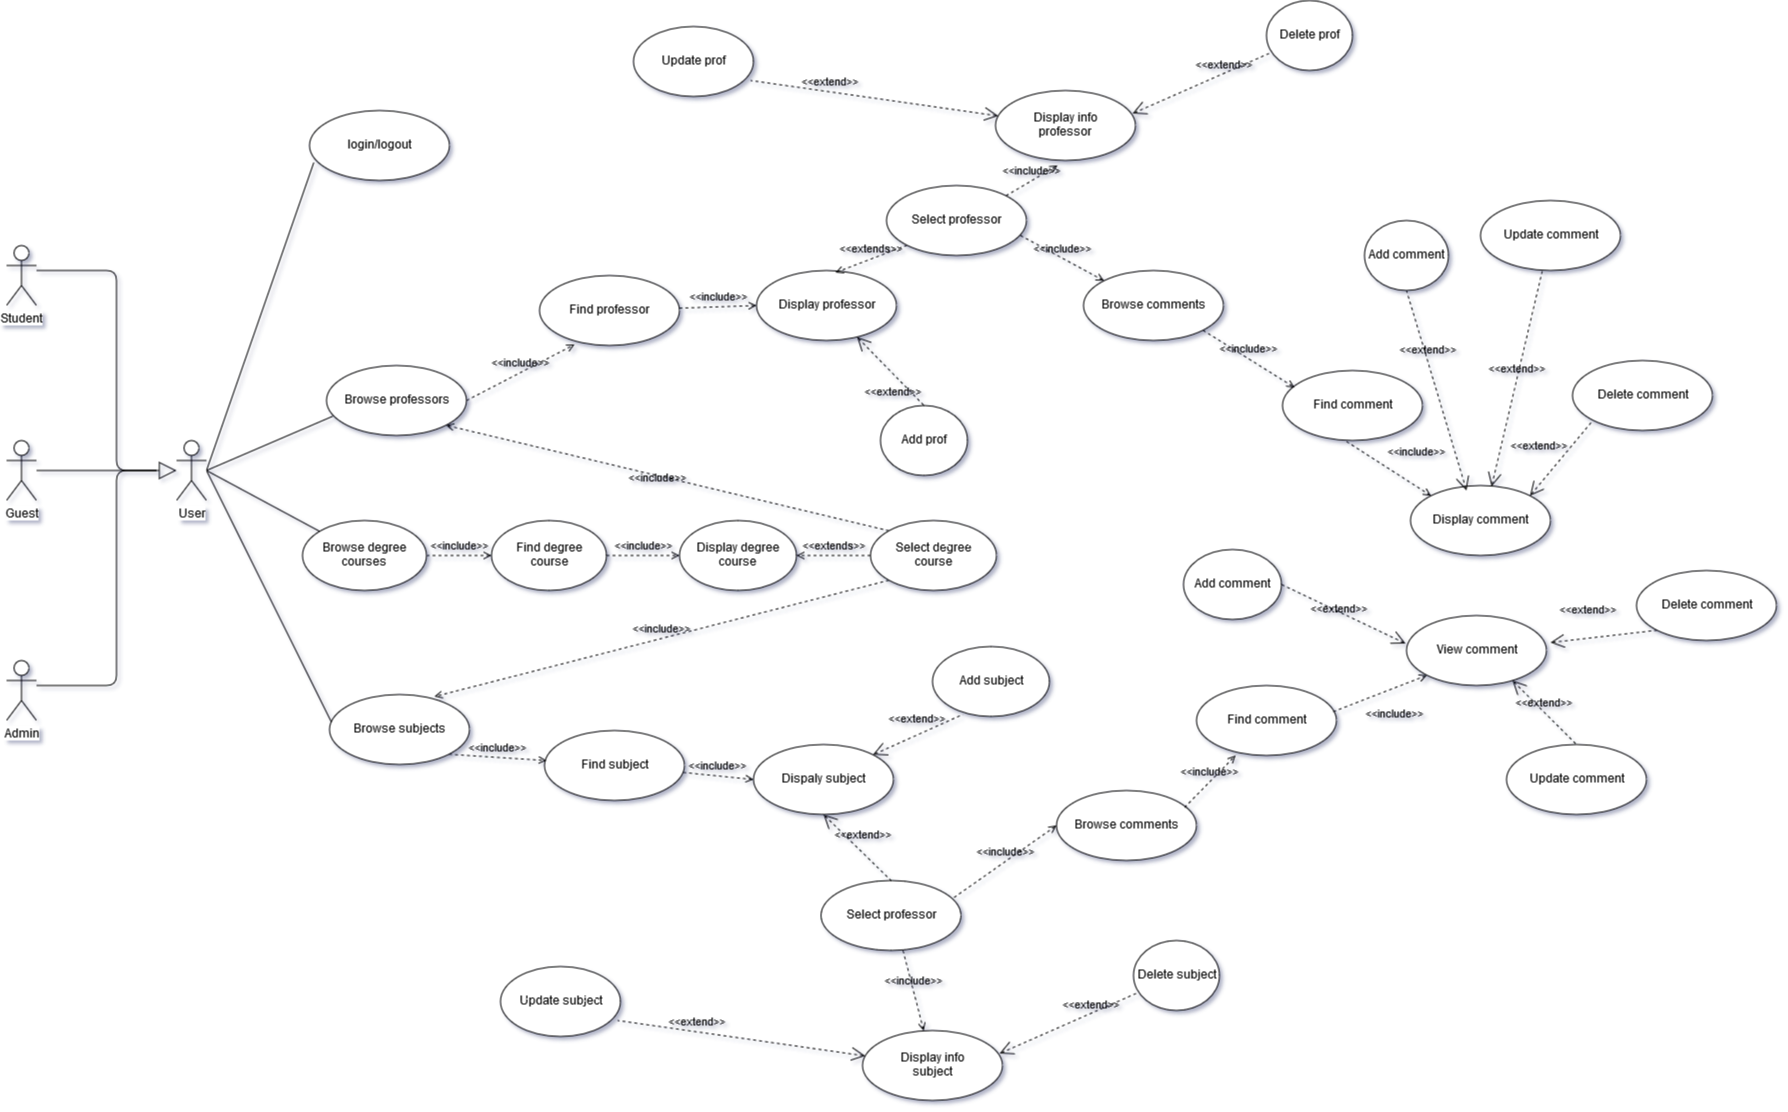 Delete prof
Update prof
<<extend>>
<<extend>>
Display info
professor
login/logout
<<include>>
Select professor
Update comment
<<extends>>
<<include>>
Add comment
Student
Find professor
<<include>>
Display professor
Browse comments
<<include>>
<<include>>
<<extend>>
<<extend>>
Browse professors
<<extend>>
Find comment
Delete comment
Add prof
<<include>>
<<extend>>
<<include>>
Guest
User
Display comment
Browse degree
courses
<<include>>
Find degree
course
<<include>>
Display degree
course
<<extends>>
Select degree
course
Add comment
<<extend>>
<<extend>>
Delete comment
<<include>>
View comment
Add subject
<<extend>>
<<include>>
Find comment
<<extend>>
Admin
Browse subjects
<<include>>
Find subject
<<include>>
Dispaly subject
<<include>>
Update comment
<<extend>>
Browse comments
<<include>>
Select professor
Delete subject
<<include>>
Update subject
<<extend>>
<<extend>>
Display info
subject